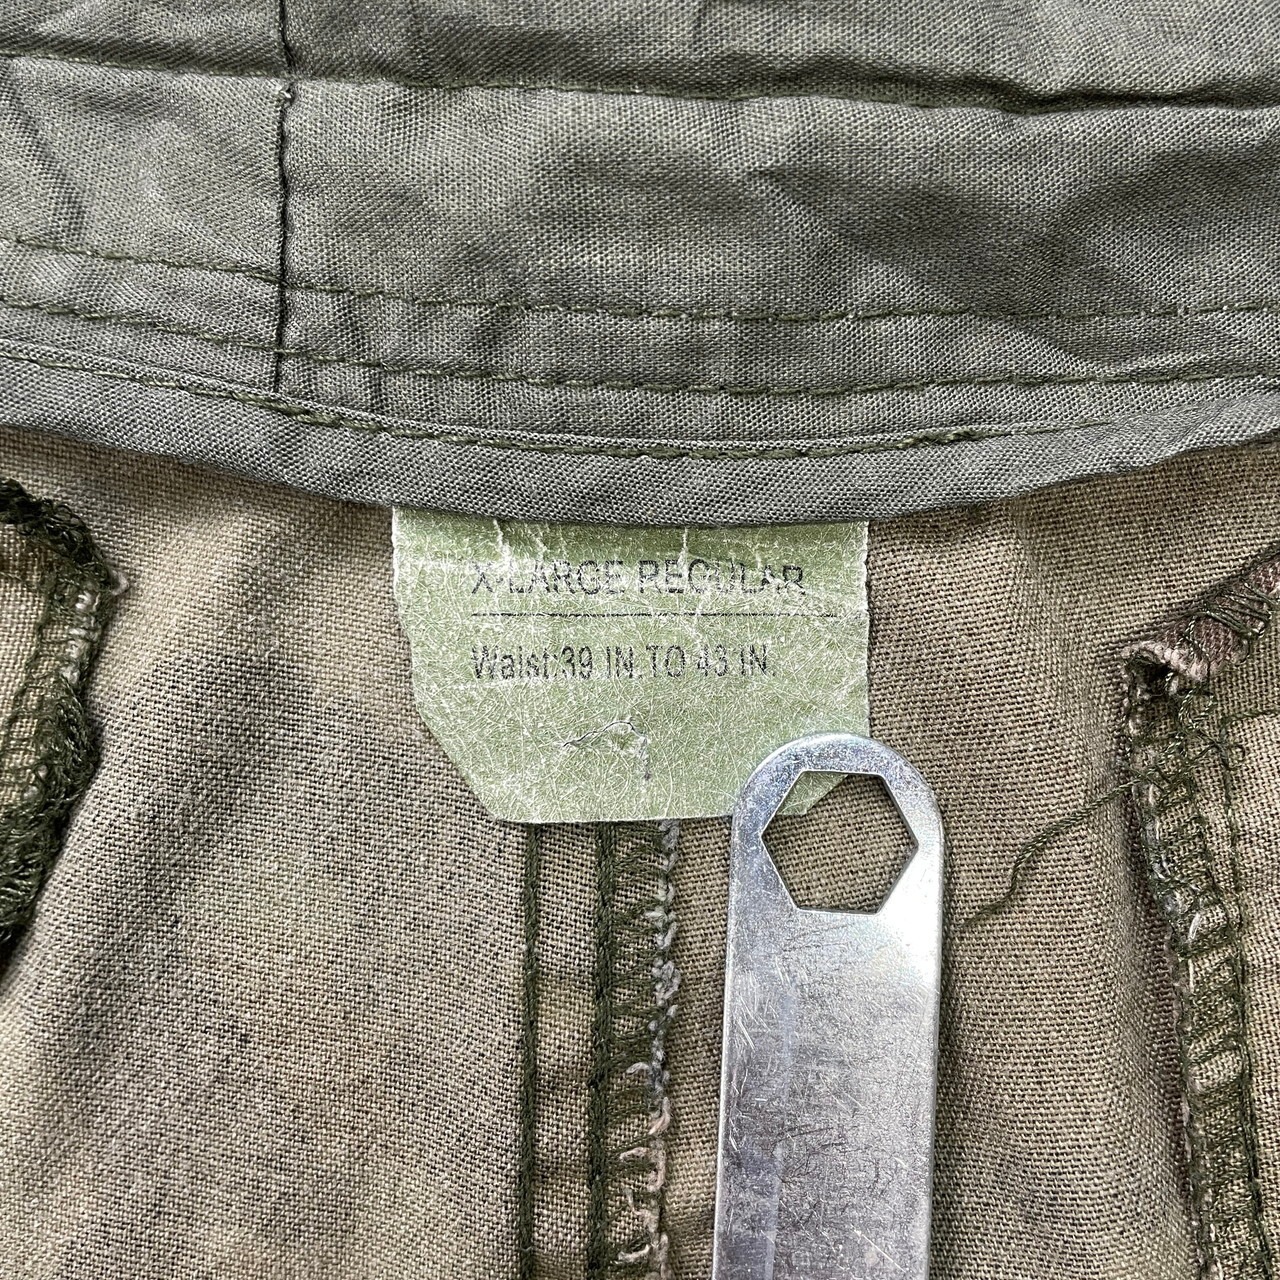 X-LARGE REGULAR
Waist:39 IN. TO 43 IN.